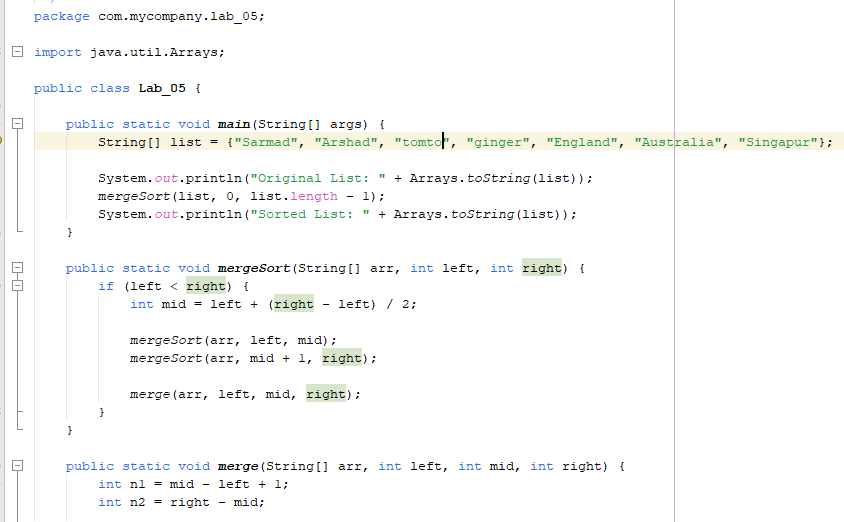 package com.mycompany.lab_05;
import java.util.Arrays;
public class Lab_05 {
public static void main(String[] args) {
String[] list = {"Sarmad", "Arshad", "tomto", "ginger", "England", "Australia", "Singapur"};
System.out.println("Original List: " + Arrays.toString(list));
mergeSort(list, 0, list.length - 1);
System.out.println("Sorted List: " + Arrays.toString(list));
}
public static void mergeSort(String[] arr, int left, int right) {
if (left < right) {
int mid = left + (right - left) / 2;
mergeSort(arr, left, mid);
mergeSort(arr, mid + 1, right);
merge(arr, left, mid, right);
}
}
public static void merge(String[] arr, int left, int mid, int right) {
int n1 = mid - left + 1;
int n2 = right - mid;